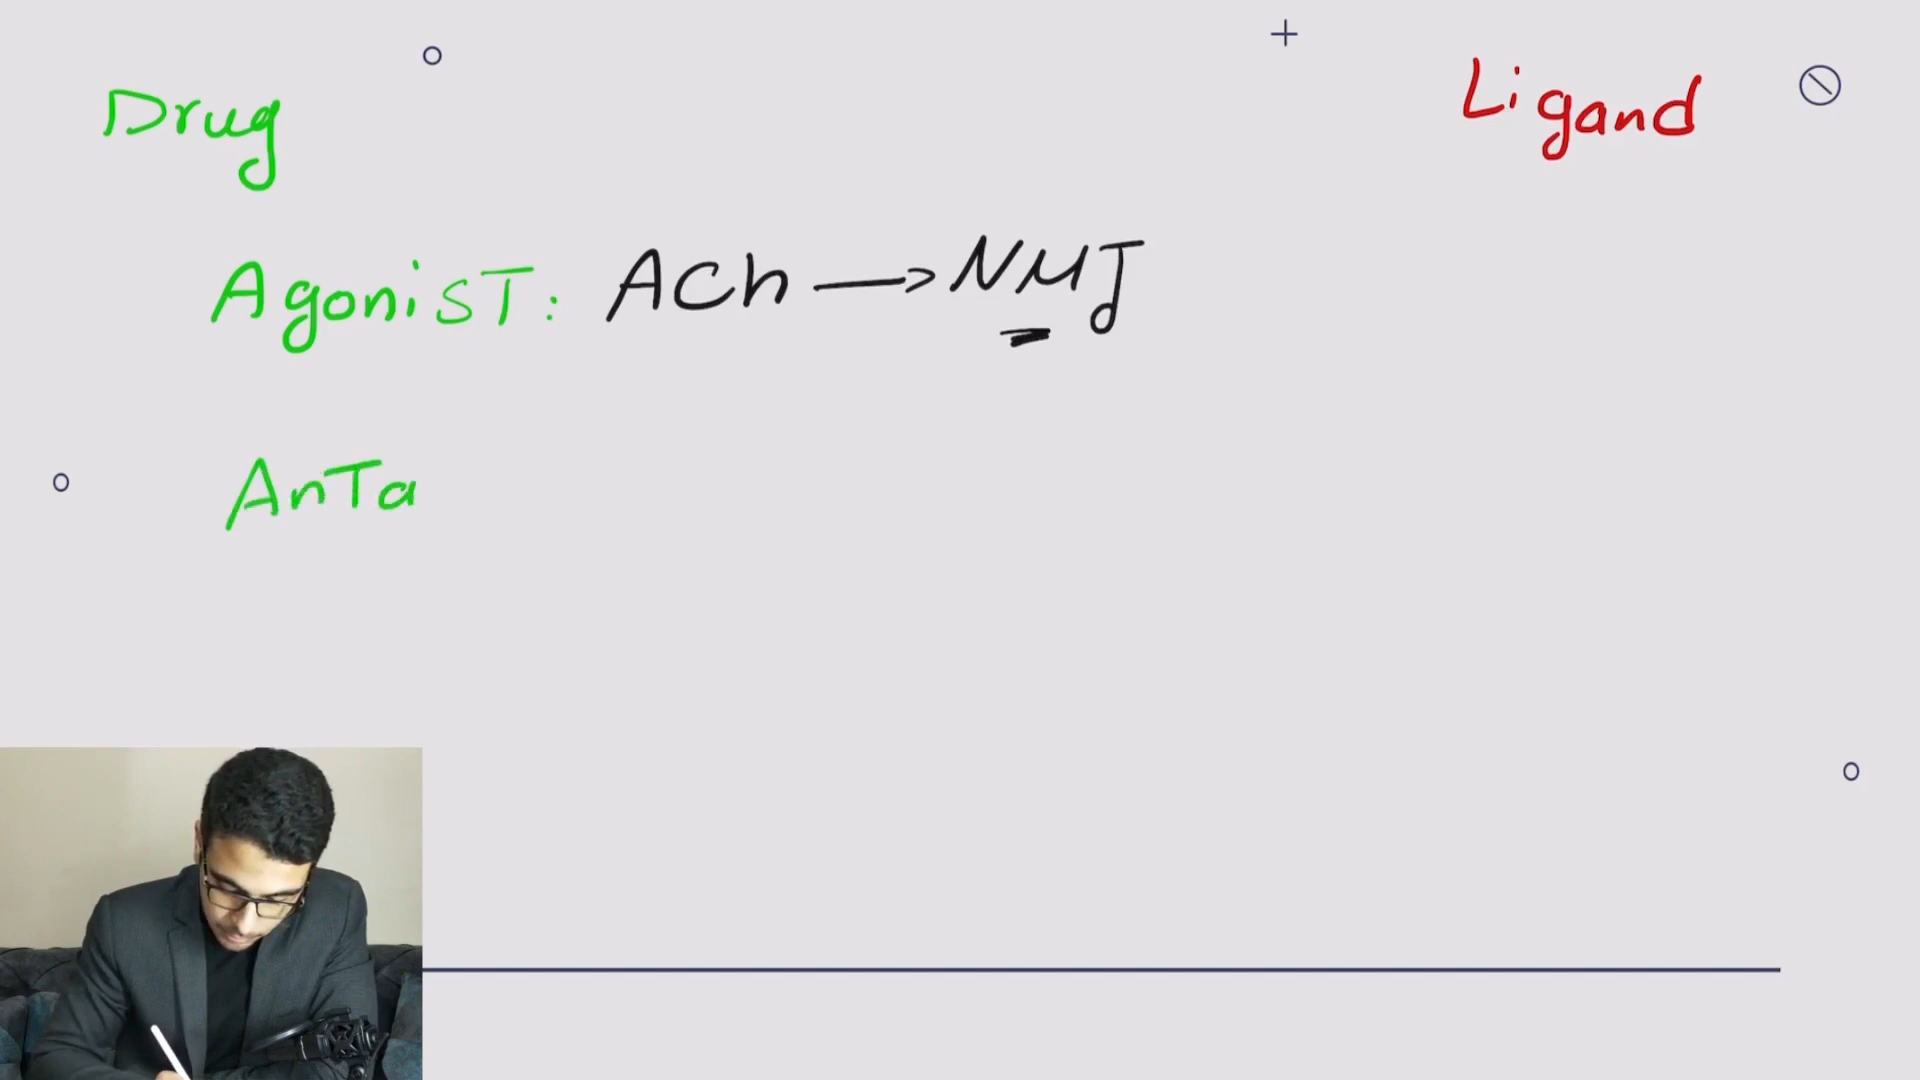 Drug
Ligand
AgonisT: ACh → NMJ
AnTa